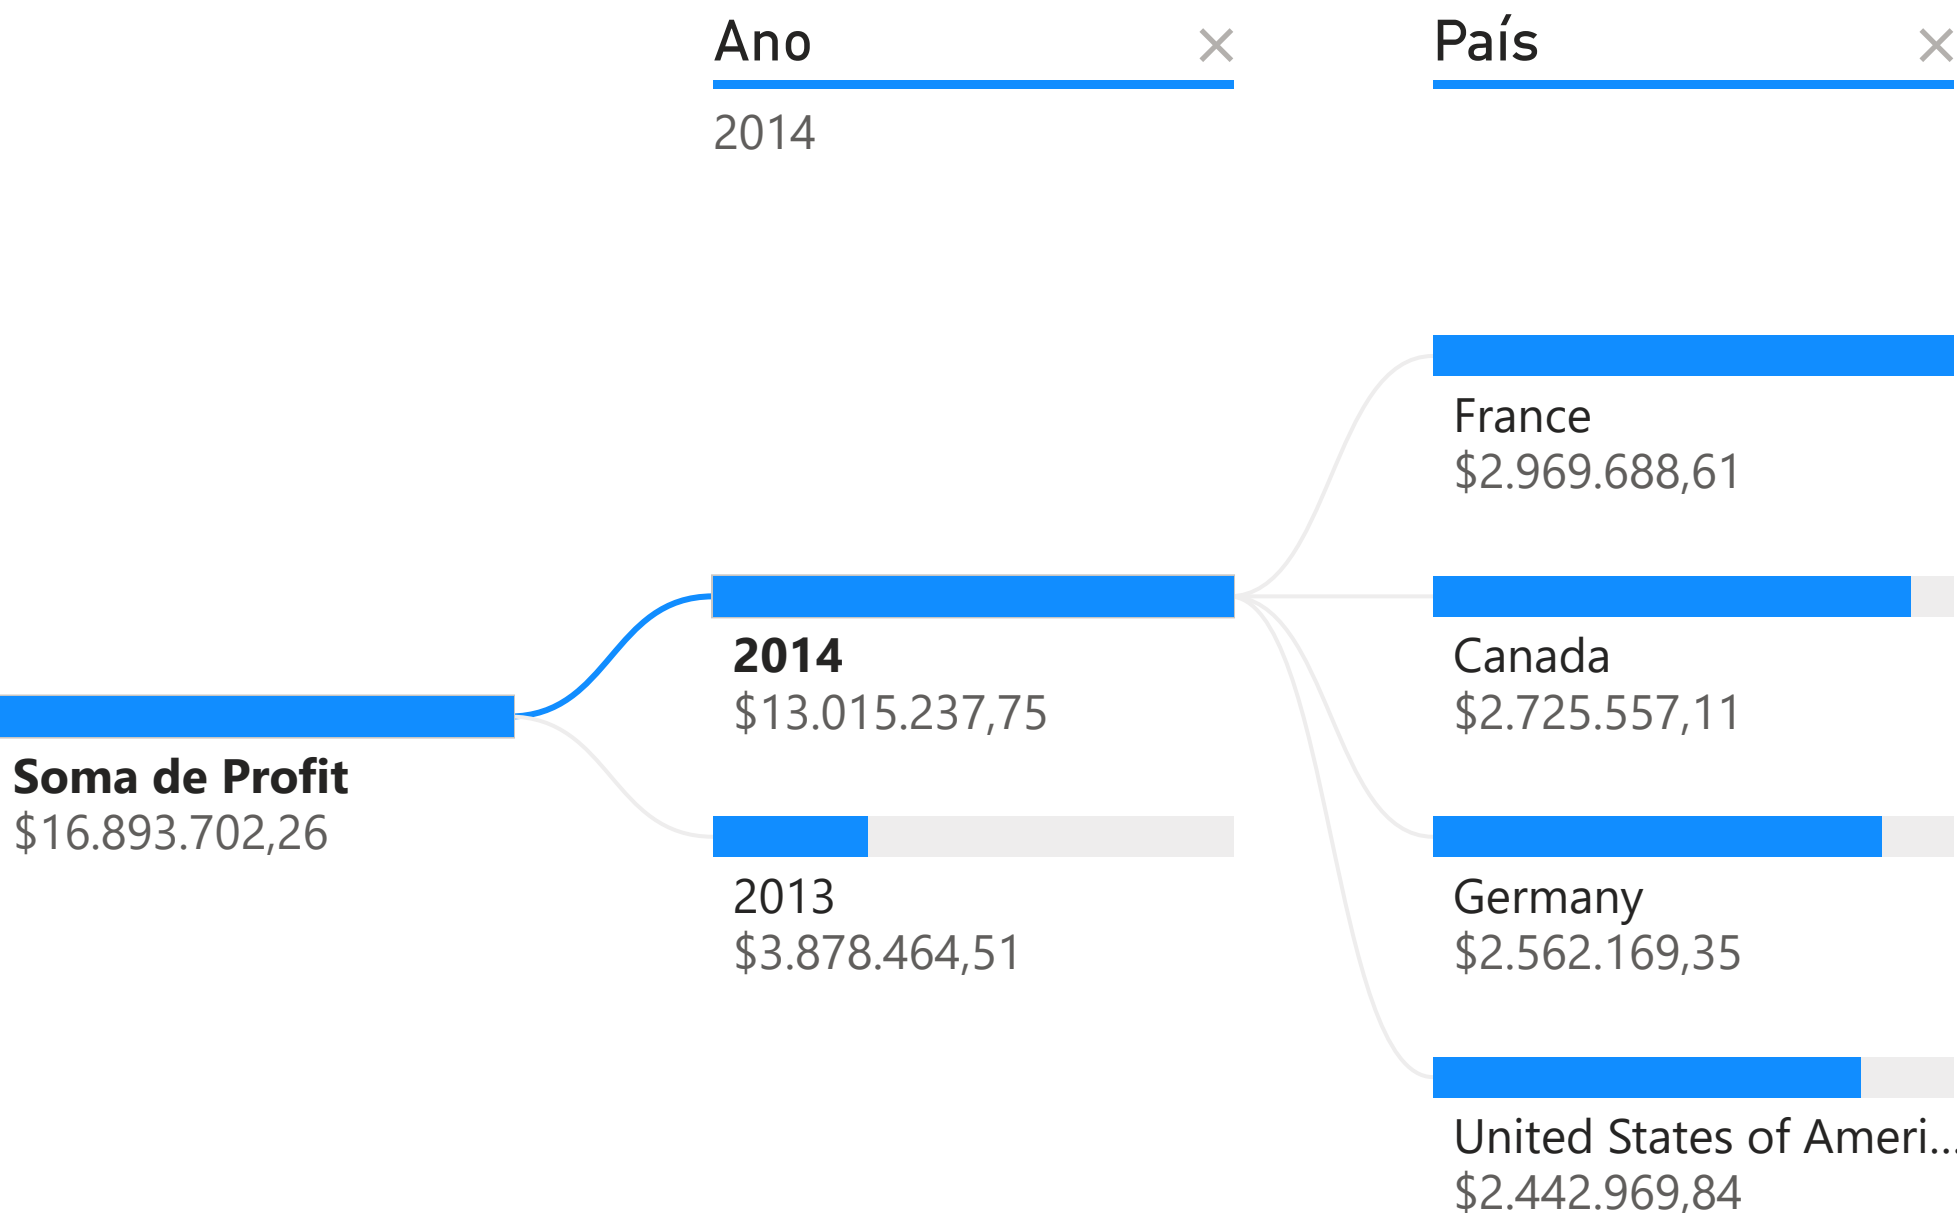 Ano
2014
País
Soma de Profit
$16.893.702,26
2014
$13.015.237,75
2013
$3.878.464,51
France
$2.969.688,61
Canada
$2.725.557,11
Germany
$2.562.169,35
United States of Ameri...
$2.442.969,84